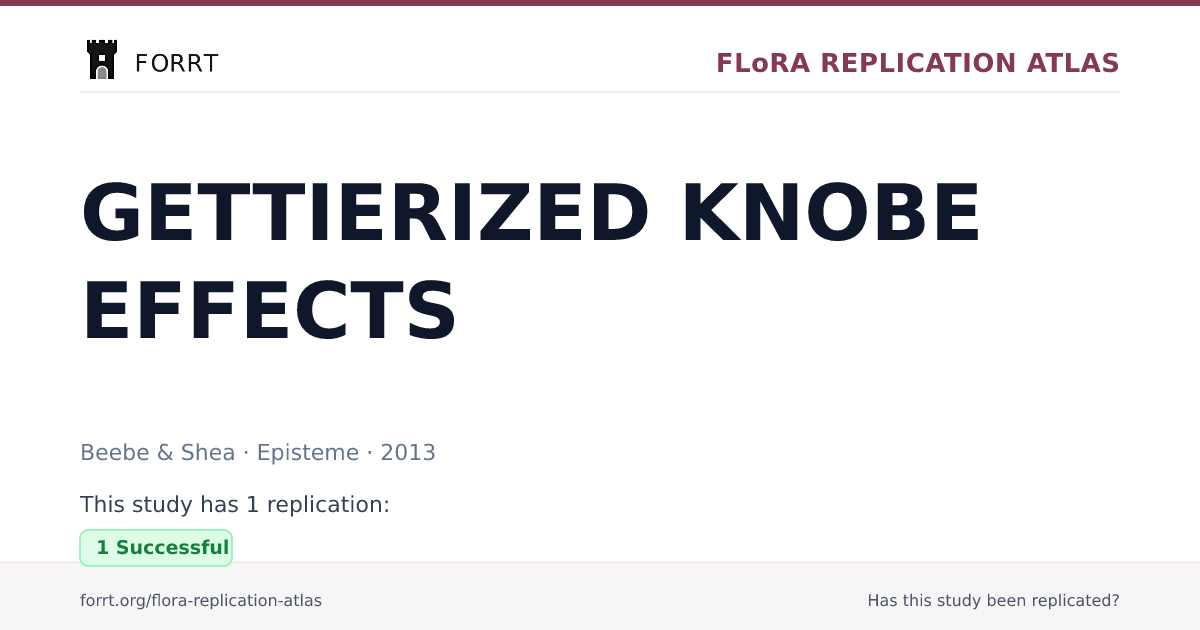 FORRT
FLoRA REPLICATION ATLAS
GETTIERIZED KNOBE
EFFECTS
Beebe & Shea · Episteme · 2013
This study has 1 replication:
1 Successful
forrt.org/flora-replication-atlas
Has this study been replicated?